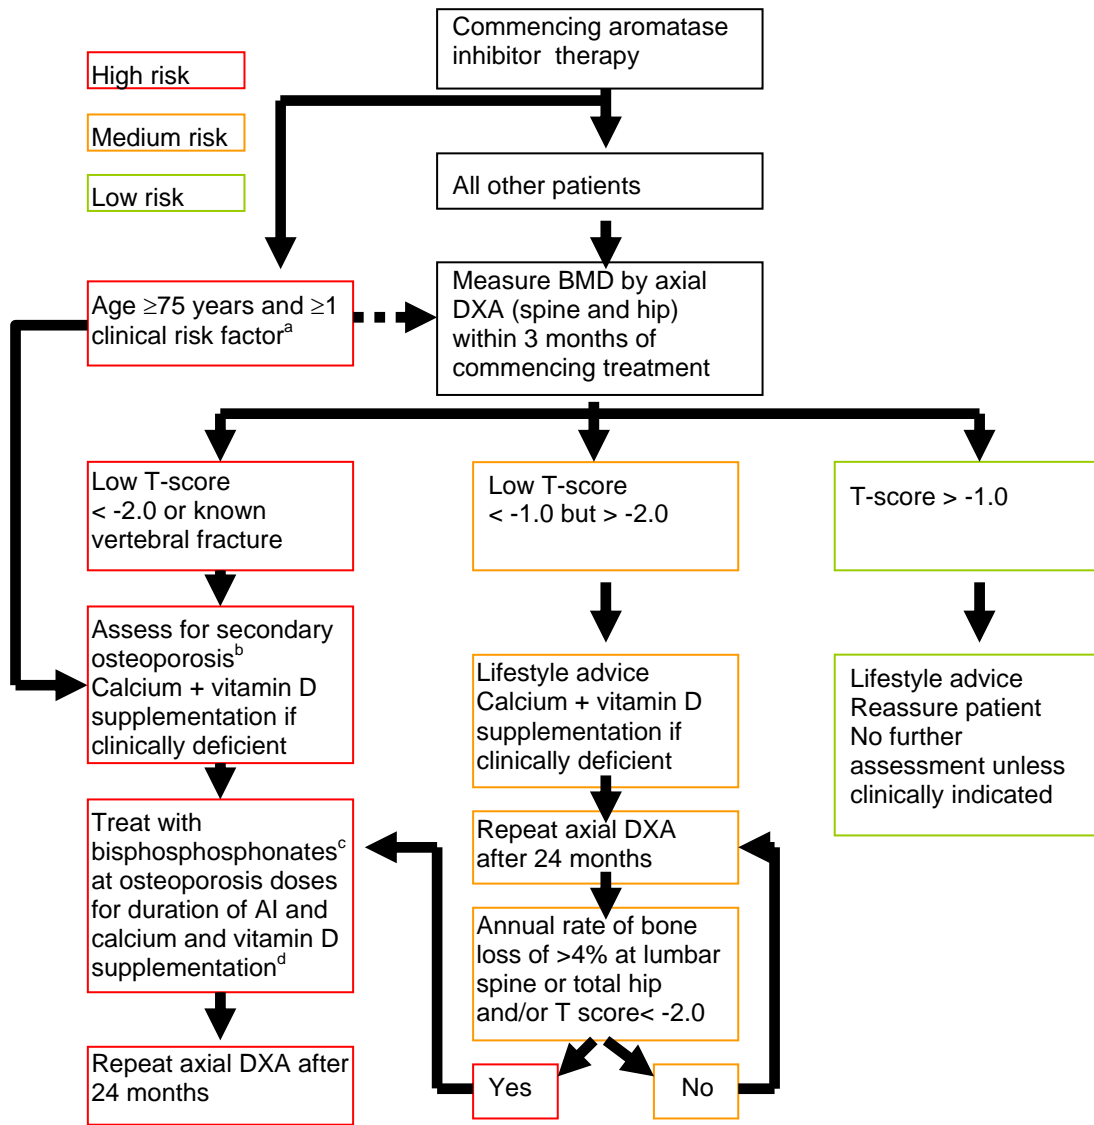 Commencing aromatase
inhibitor therapy
High risk
Medium risk
Low risk
All other patients
Age ≥75 years and ≥1
clinical risk factorᵃ
Measure BMD by axial
DXA (spine and hip)
within 3 months of
commencing treatment
Low T-score
< -2.0 or known
vertebral fracture
Low T-score
< -1.0 but > -2.0
T-score > -1.0
Assess for secondary
osteoporosisᵇ
Calcium + vitamin D
supplementation if
clinically deficient
Lifestyle advice
Calcium + vitamin D
supplementation if
clinically deficient
Lifestyle advice
Reassure patient
No further
assessment unless
clinically indicated
Treat with
bisphosphosphonatesᶜ
at osteoporosis doses
for duration of AI and
calcium and vitamin D
supplementationᵈ
Repeat axial DXA
after 24 months
Annual rate of bone
loss of >4% at lumbar
spine or total hip
and/or T score< -2.0
Repeat axial DXA after
24 months
Yes
No